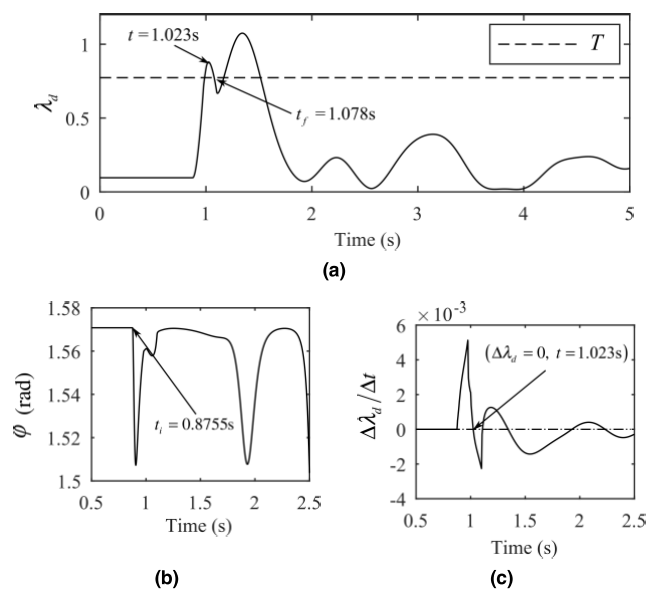 1
0.5
0
λ_d
t = 1.023s
T
t_f = 1.078s
0 1 2 3 4 5
Time (s)
(a)
1.58
1.56
1.54
1.52
1.5
φ (rad)
t_i = 0.8755s
0.5 1 1.5 2 2.5
Time (s)
(b)
× 10⁻³
6
4
2
0
-2
-4
Δλ_d/Δt
(Δλ_d = 0, t = 1.023s)
0.5 1 1.5 2 2.5
Time (s)
(c)